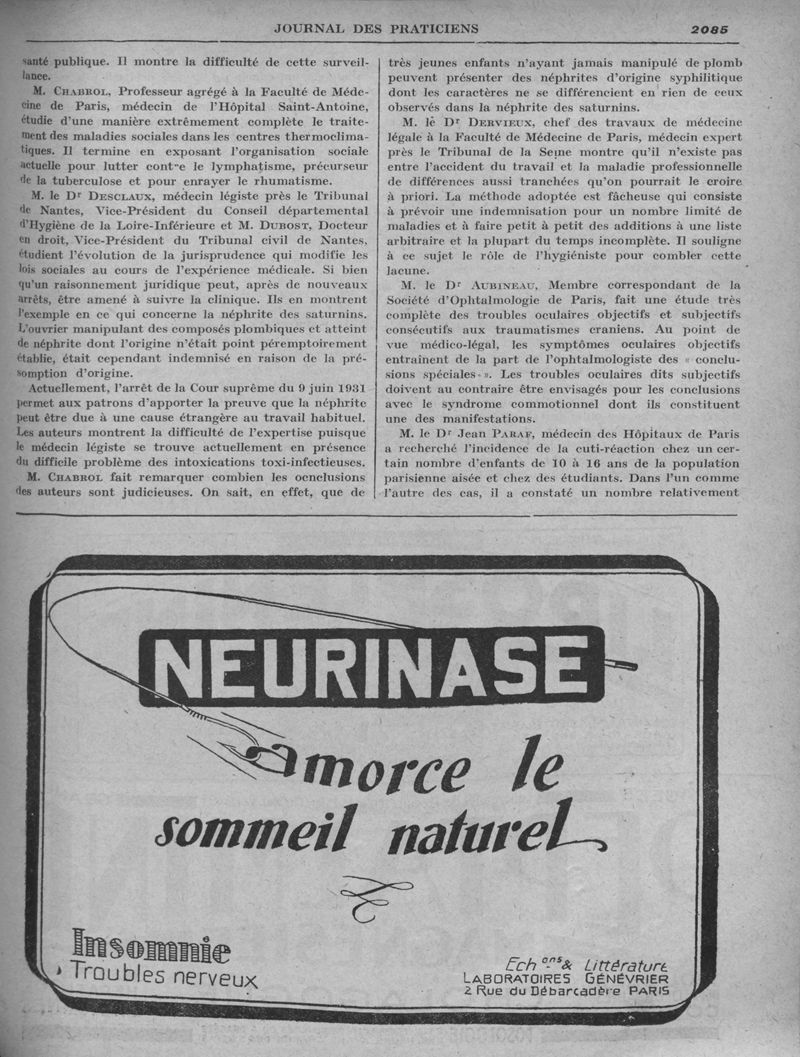 JOURNAL DES PRATICIENS 2085
santé publique. Il montre la difficulté de cette surveil-
lance.
M. CHABROL, Professeur agrégé à la Faculté de Méde-
cine de Paris, médecin de l'Hôpital Saint-Antoine,
étudie d'une manière extrêmement complète le traite-
ment des maladies sociales dans les centres thermoclima-
tiques. Il termine en exposant l'organisation sociale
actuelle pour lutter cont-e le lymphatisme, précurseur
de la tuberculose et pour enrayer le rhumatisme.
M. le Dr DESCLAUX, médecin légiste près le Tribunal
de Nantes, Vice-Président du Conseil départemental
d'Hygiène de la Loire-Inférieure et M. DUBOST, Docteur
en droit, Vice-Président du Tribunal civil de Nantes,
étudient l'évolution de la jurisprudence qui modifie les
lois sociales au cours de l'expérience médicale. Si bien
qu'un raisonnement juridique peut, après de nouveaux
arrêts, être amené à suivre la clinique. Ils en montrent
l'exemple en ce qui concerne la néphrite des saturnins.
L'ouvrier manipulant des composés plombiques et atteint
de néphrite dont l'origine n'était point péremptoirement
établie, était cependant indemnisé en raison de la pré-
somption d'origine.
Actuellement, l'arrêt de la Cour suprême du 9 juin 1931
permet aux patrons d'apporter la preuve que la néphrite
peut être due à une cause étrangère au travail habituel.
Les auteurs montrent la difficulté de l'expertise puisque
le médecin légiste se trouve actuellement en présence
du difficile problème des intoxications toxi-infectieuses.
M. CHABROL fait remarquer combien les ocnclusions
des auteurs sont judicieuses. On sait, en effet, que de
très jeunes enfants n'ayant jamais manipulé de plomb
peuvent présenter des néphrites d'origine syphilitique
dont les caractères ne se différencient en rien de ceux
observés dans la néphrite des saturnins.
M. le Dr DERVIEUX, chef des travaux de médecine
légale à la Faculté de Médecine de Paris, médecin expert
près le Tribunal de la Seine montre qu'il n'existe pas
entre l'accident du travail et la maladie professionnelle
de différences aussi tranchées qu'on pourrait le croire
à priori. La méthode adoptée est fâcheuse qui consiste
à prévoir une indemnisation pour un nombre limité de
maladies et à faire petit à petit des additions à une liste
arbitraire et la plupart du temps incomplète. Il souligne
à ce sujet le rôle de l'hygiéniste pour combler cette
lacune.
M. le Dr AUBINEAU, Membre correspondant de la
Société d'Ophtalmologie de Paris, fait une étude très
complète des troubles oculaires objectifs et subjectifs
consécutifs aux traumatismes craniens. Au point de
vue médico-légal, les symptômes oculaires objectifs
entraînent de la part de l'ophtalmologiste des « conclu-
sions spéciales ». Les troubles oculaires dits subjectifs
doivent au contraire être envisagés pour les conclusions
avec le syndrome commotionnel dont ils constituent
une des manifestations.
M. le Dr Jean PARAF, médecin des Hôpitaux de Paris
a recherché l'incidence de la cuti-réaction chez un cer-
tain nombre d'enfants de 10 à 16 ans de la population
parisienne aisée et chez des étudiants. Dans l'un comme
l'autre des cas, il a constaté un nombre relativement
NEURINASE
amorce le
sommeil naturel
Insomnie
Troubles nerveux
Ech ons & Littérature
LABORATOIRES GÉNÉVRIER
2 Rue du Débarcadère PARIS